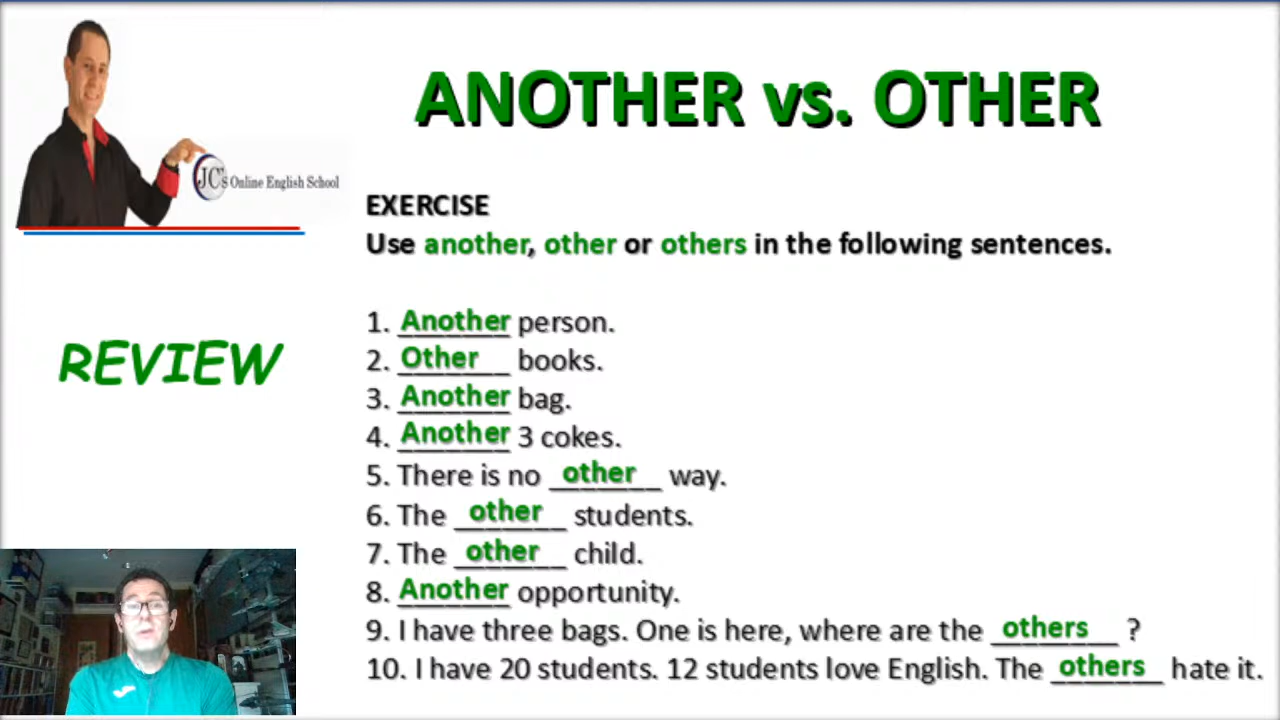 ANOTHER vs. OTHER
JC's Online English School
EXERCISE
Use another, other or others in the following sentences.
1. Another person.
2. Other books.
3. Another bag.
4. Another 3 cokes.
5. There is no other way.
REVIEW
6. The other students.
7. The other child.
8. Another opportunity.
9. I have three bags. One is here, where are the others ?
10. I have 20 students. 12 students love English. The others hate it.